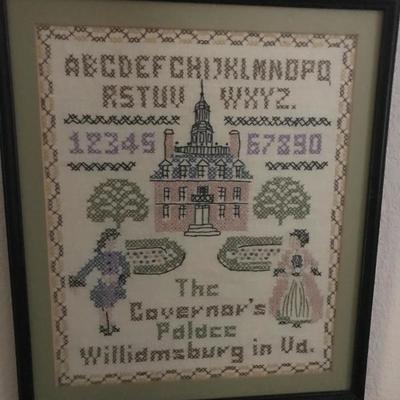 ABCDEFGHIJKLMNOPQ
RSTUV WXYZ.
12345 67890
The
Governor's
Palace
Williamsburg in Va.